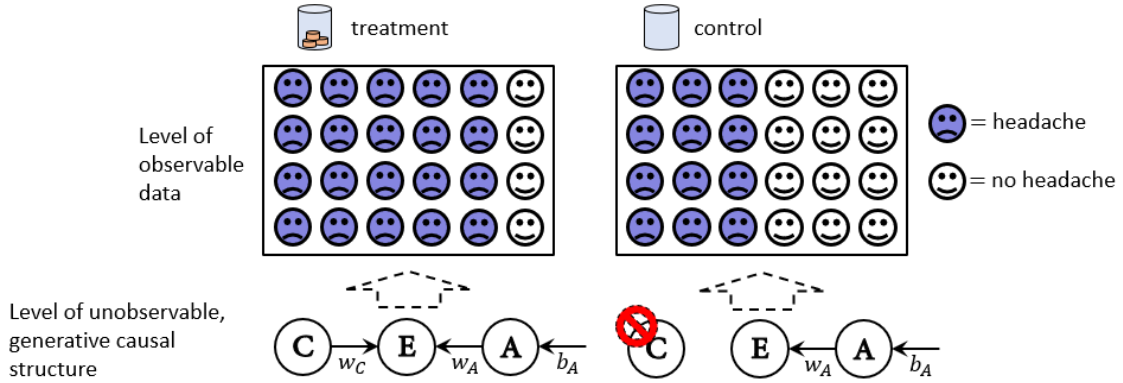 treatment
control
Level of
observable
data
= headache
= no headache
Level of unobservable,
generative causal
structure
C
E
A
w_C
w_A
b_A
C
E
A
w_A
b_A